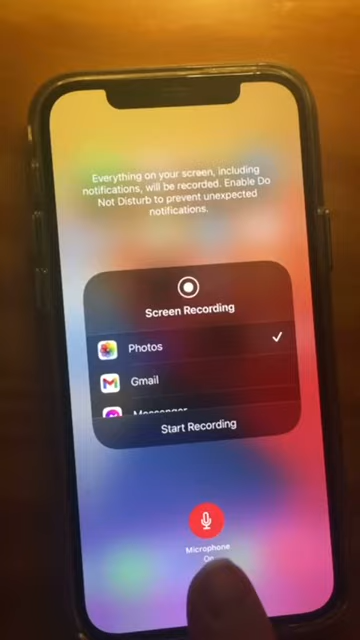 Everything on your screen, including
notifications, will be recorded. Enable Do
Not Disturb to prevent unexpected
notifications.
Screen Recording
Photos
Gmail
Messenger
Start Recording
Microphone
On